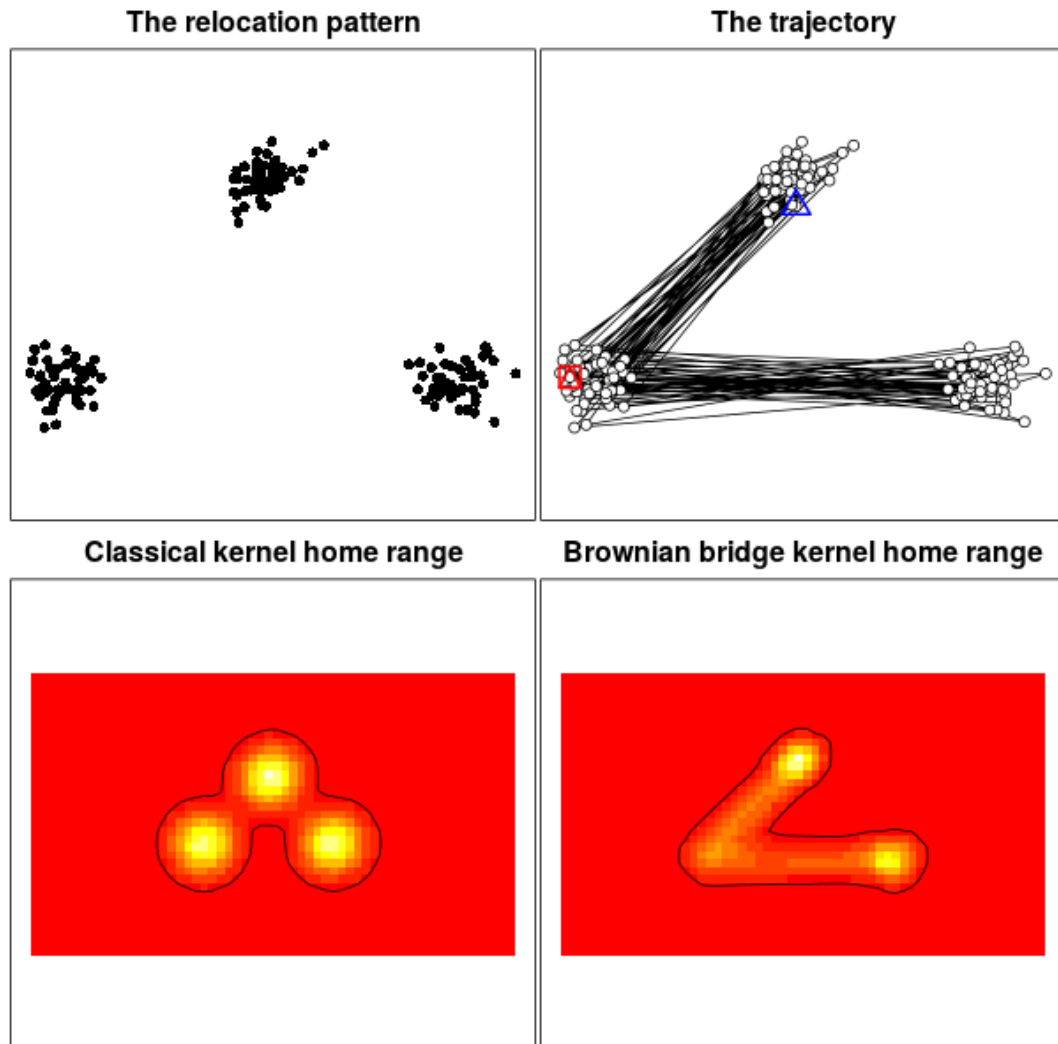 The relocation pattern
The trajectory
Classical kernel home range
Brownian bridge kernel home range